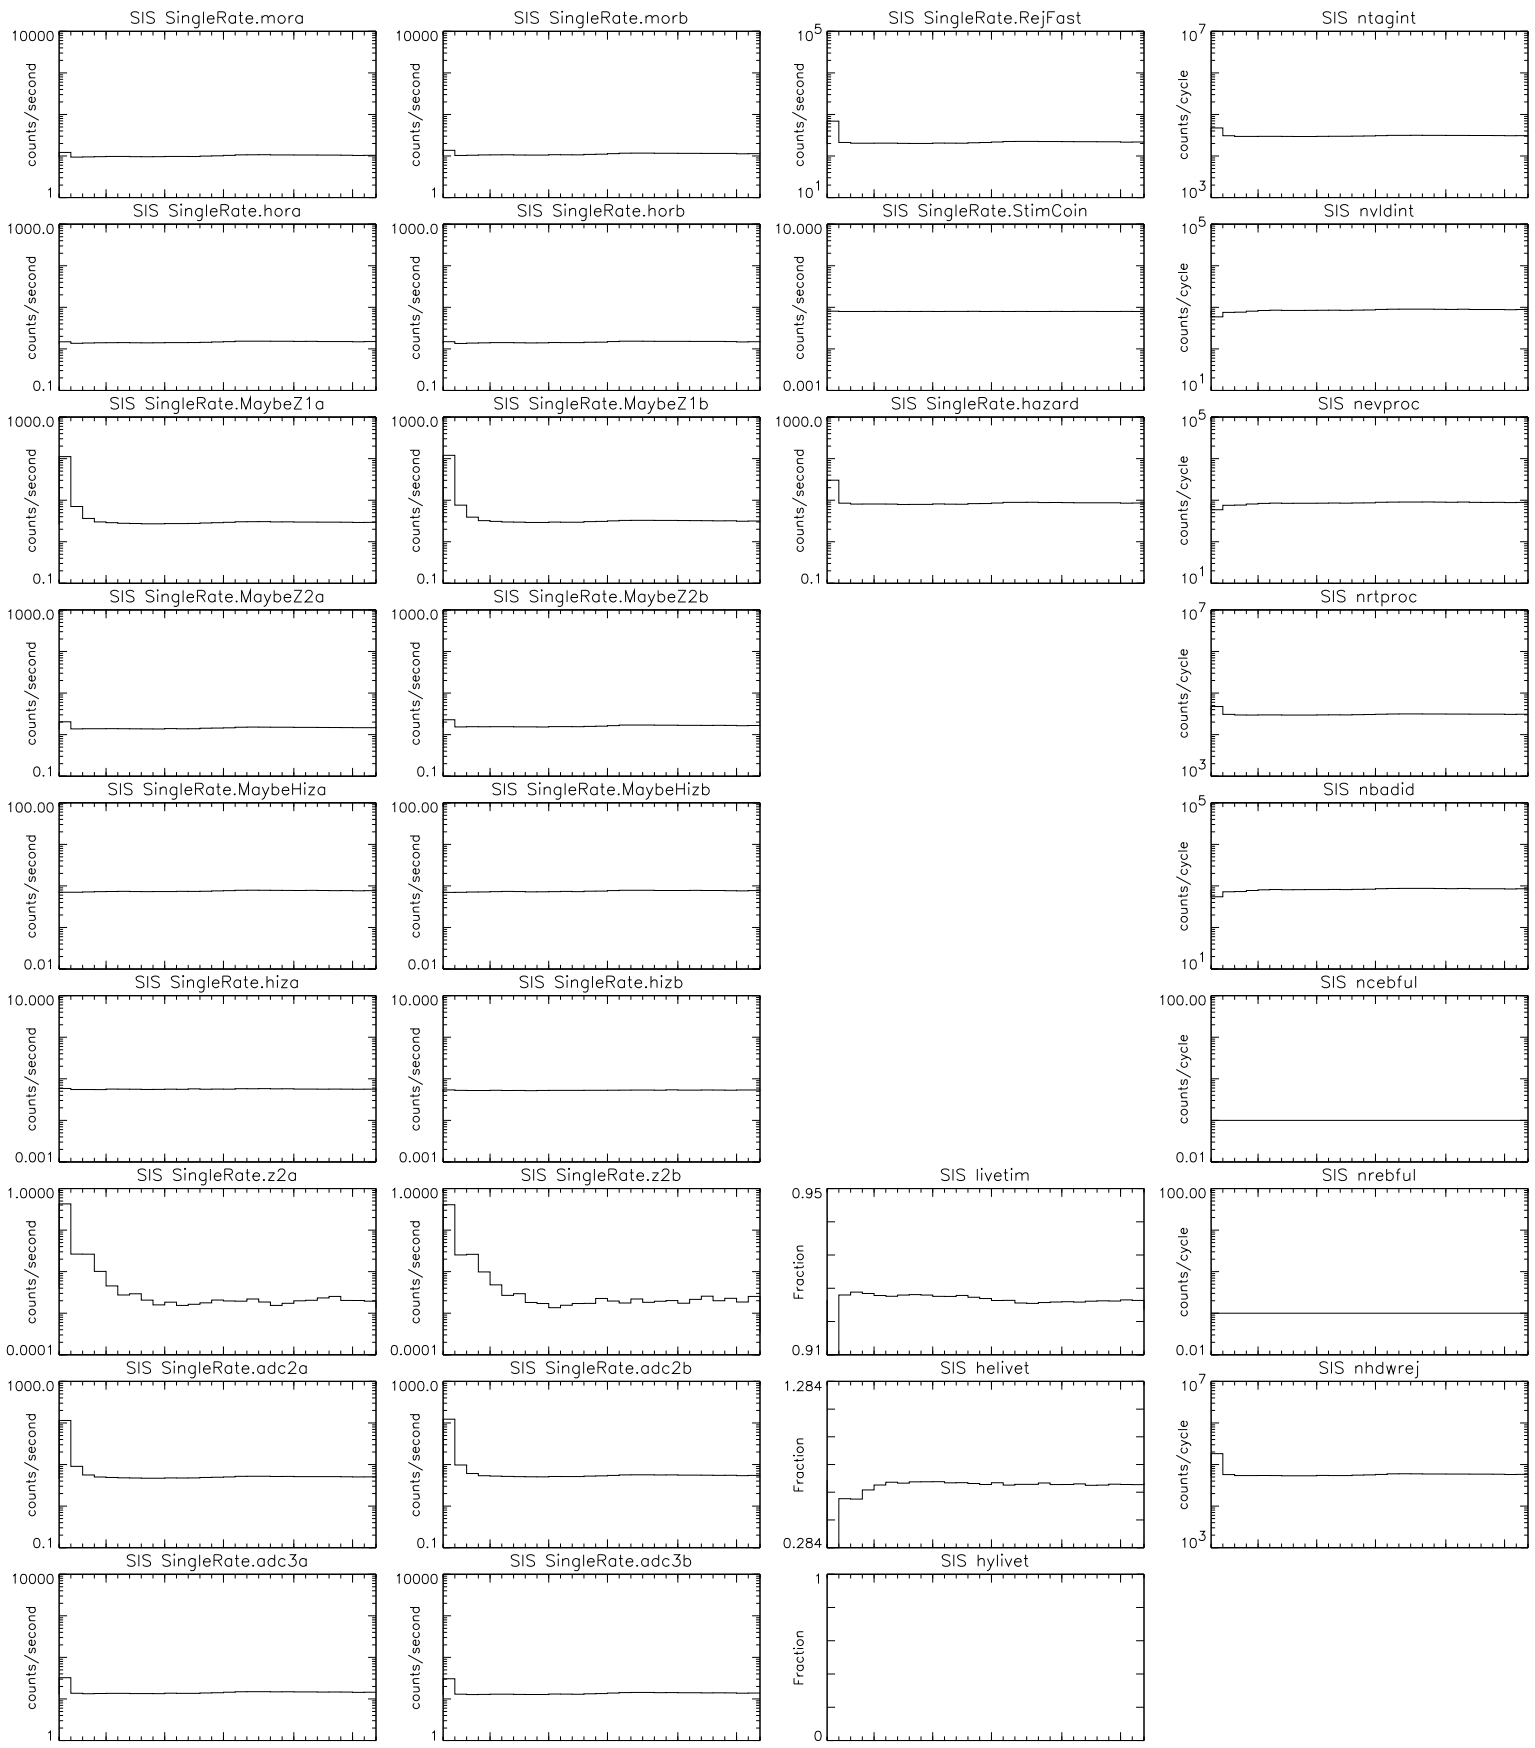 SIS SingleRate.mora
10000
counts/second
1
SIS SingleRate.morb
10000
counts/second
1
SIS SingleRate.RejFast
10^5
counts/second
10^1
SIS ntagint
10^7
counts/cycle
10^3
SIS SingleRate.hora
1000.0
counts/second
0.1
SIS SingleRate.horb
1000.0
counts/second
0.1
SIS SingleRate.StimCoin
10.000
counts/second
0.001
SIS nvldint
10^5
counts/cycle
10^1
SIS SingleRate.MaybeZ1a
1000.0
counts/second
0.1
SIS SingleRate.MaybeZ1b
1000.0
counts/second
0.1
SIS SingleRate.hazard
1000.0
counts/second
0.1
SIS nevproc
10^5
counts/cycle
10^1
SIS SingleRate.MaybeZ2a
1000.0
counts/second
0.1
SIS SingleRate.MaybeZ2b
1000.0
counts/second
0.1
SIS nrtproc
10^7
counts/cycle
10^3
SIS SingleRate.MaybeHiza
100.00
counts/second
0.01
SIS SingleRate.MaybeHizb
100.00
counts/second
0.01
SIS nbadid
10^5
counts/cycle
10^1
SIS SingleRate.hiza
10.000
counts/second
0.001
SIS SingleRate.hizb
10.000
counts/second
0.001
SIS ncebful
100.00
counts/cycle
0.01
SIS SingleRate.z2a
1.0000
counts/second
0.0001
SIS SingleRate.z2b
1.0000
counts/second
0.0001
SIS livetim
0.95
Fraction
0.91
SIS nrebful
100.00
counts/cycle
0.01
SIS SingleRate.adc2a
1000.0
counts/second
0.1
SIS SingleRate.adc2b
1000.0
counts/second
0.1
SIS helivet
1.284
Fraction
0.284
SIS nhdwrej
10^7
counts/cycle
10^3
SIS SingleRate.adc3a
10000
counts/second
1
SIS SingleRate.adc3b
10000
counts/second
1
SIS hylivet
1
Fraction
0